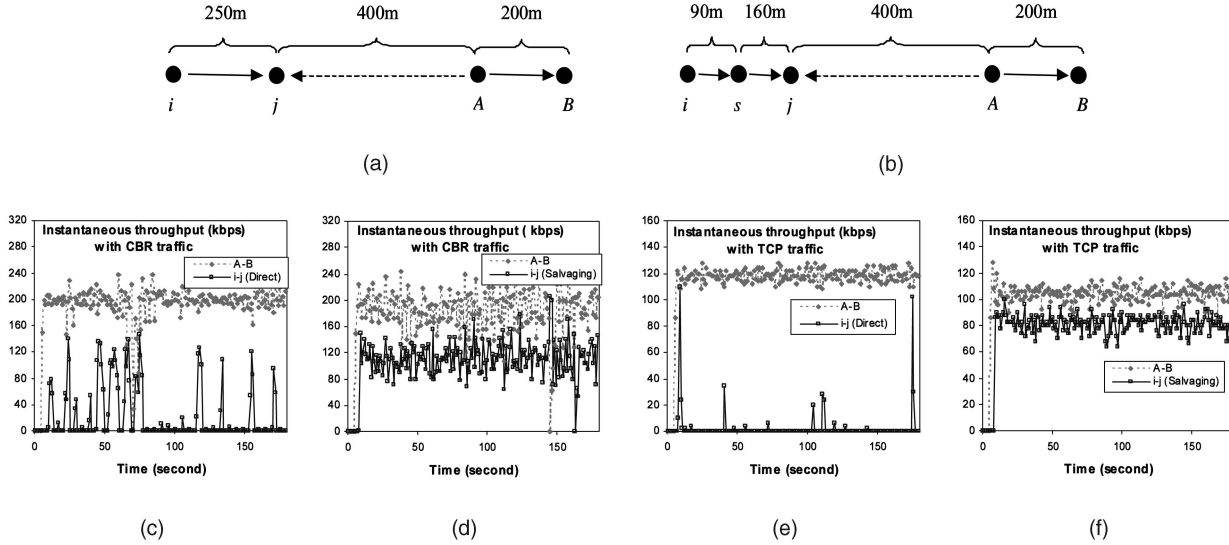 250m 400m 200m
i j A B
(a)
90m 160m 400m 200m
i s j A B
(b)
Instantaneous throughput (kbps)
with CBR traffic
A-B
i-j (Direct)
320
280
240
200
160
120
80
40
0
0 50 100 150
Time (second)
(c)
Instantaneous throughput ( kbps)
with CBR traffic
A-B
i-j (Salvaging)
320
280
240
200
160
120
80
40
0
0 50 100 150
Time (second)
(d)
Instantaneous throughput (kbps)
with TCP traffic
A-B
i-j (Direct)
160
140
120
100
80
60
40
20
0
0 50 100 150
Time (second)
(e)
Instantaneous throughput (kbps)
with TCP traffic
A-B
i-j (Salvaging)
160
140
120
100
80
60
40
20
0
0 50 100 150
Time (second)
(f)